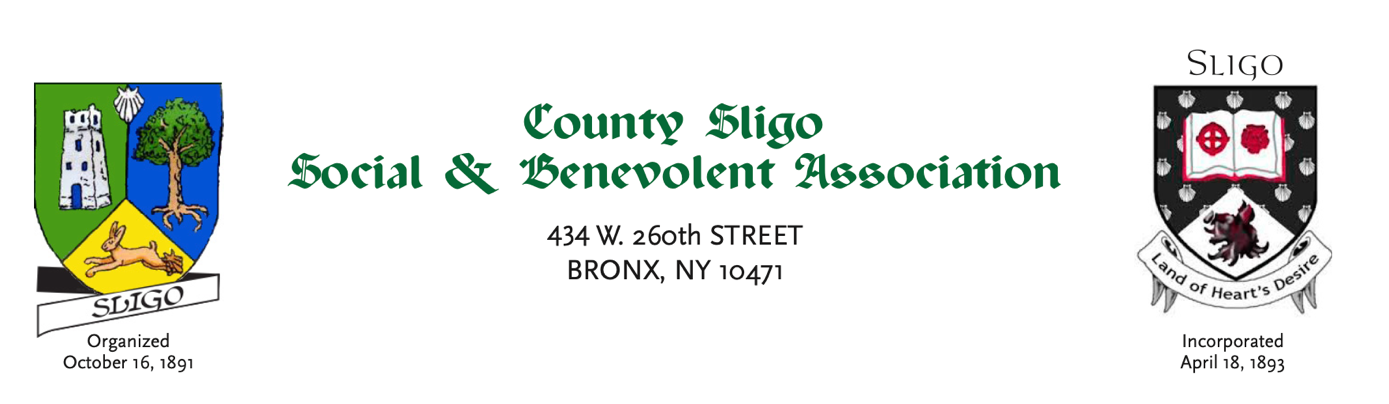 County Sligo
Social & Benevolent Association
434 W. 260th STREET
BRONX, NY 10471
SLIGO
Organized
October 16, 1891
SLIGO
Land of Heart's Desire
Incorporated
April 18, 1893